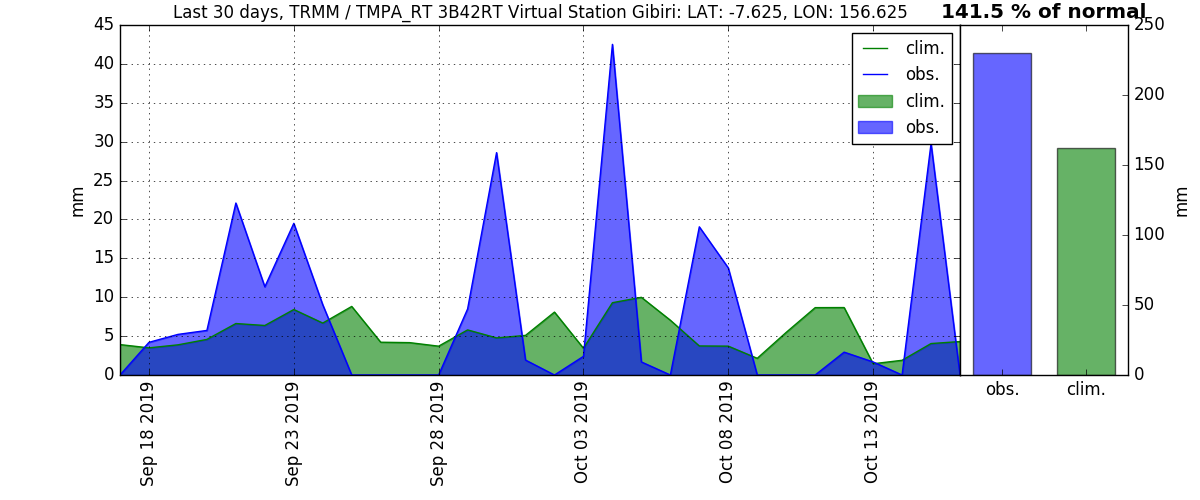 Last 30 days, TRMM / TMPA_RT 3B42RT Virtual Station Gibiri: LAT: -7.625, LON: 156.625
141.5 % of normal
45
40
35
30
25
20
15
10
5
0
mm
clim.
obs.
clim.
obs.
250
200
150
100
50
0
mm
Sep 18 2019
Sep 23 2019
Sep 28 2019
Oct 03 2019
Oct 08 2019
Oct 13 2019
obs.
clim.